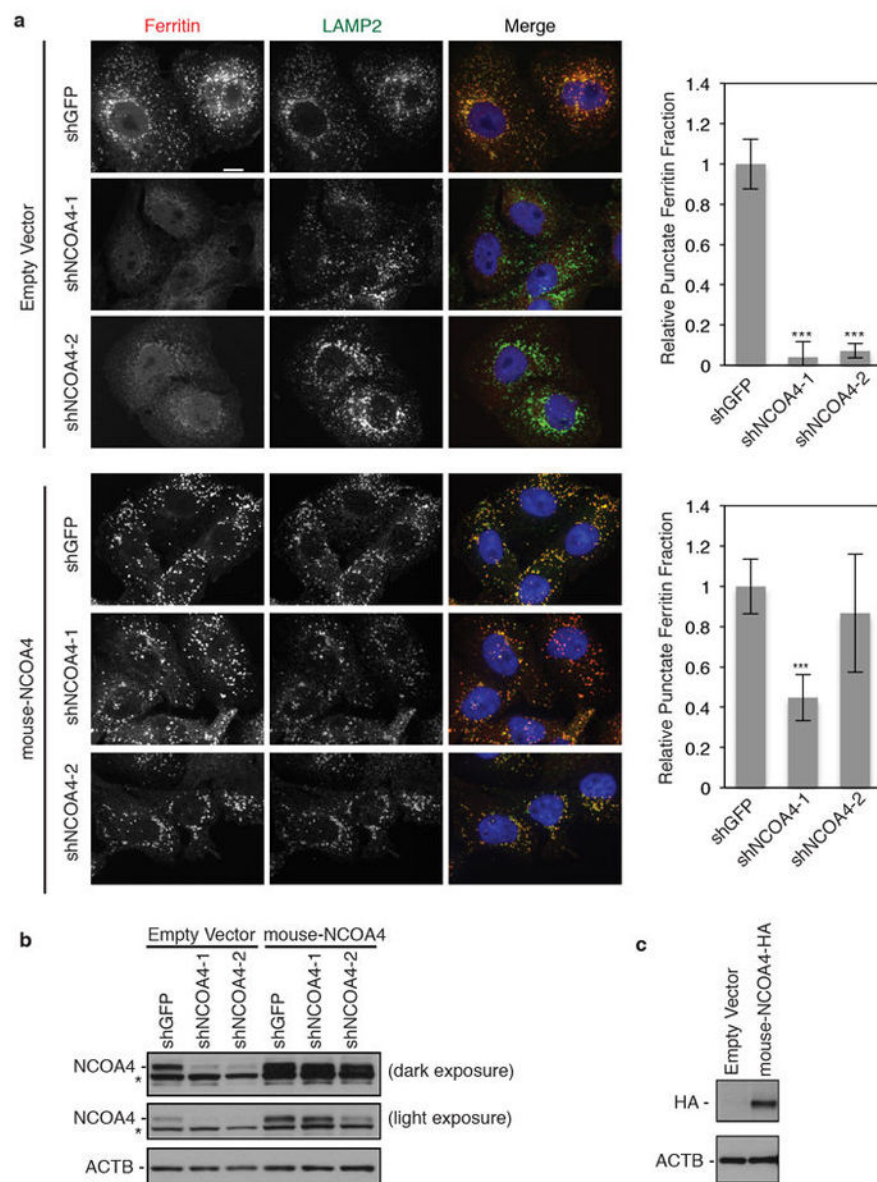 a
Ferritin LAMP2 Merge
Empty Vector
shGFP
shNCOA4-1
shNCOA4-2
Relative Punctate Ferritin Fraction
1.4
1.2
1
0.8
0.6
0.4
0.2
0
*** ***
shGFP shNCOA4-1 shNCOA4-2
mouse-NCOA4
shGFP
shNCOA4-1
shNCOA4-2
Relative Punctate Ferritin Fraction
1.4
1.2
1
0.8
0.6
0.4
0.2
0
***
shGFP shNCOA4-1 shNCOA4-2
b
Empty Vector mouse-NCOA4
shGFP shNCOA4-1 shNCOA4-2 shGFP shNCOA4-1 shNCOA4-2
NCOA4 - (dark exposure)
*
NCOA4 - (light exposure)
*
ACTB -
c
Empty Vector mouse-NCOA4-HA
HA -
ACTB -